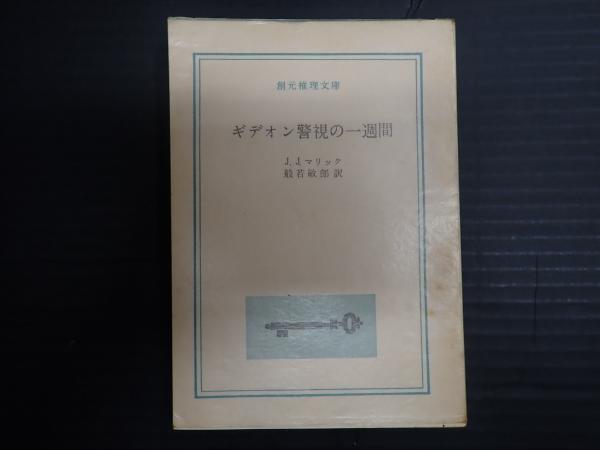 創元推理文庫
ギデオン警視の一週間
J.J.マリック
般若敏郎訳